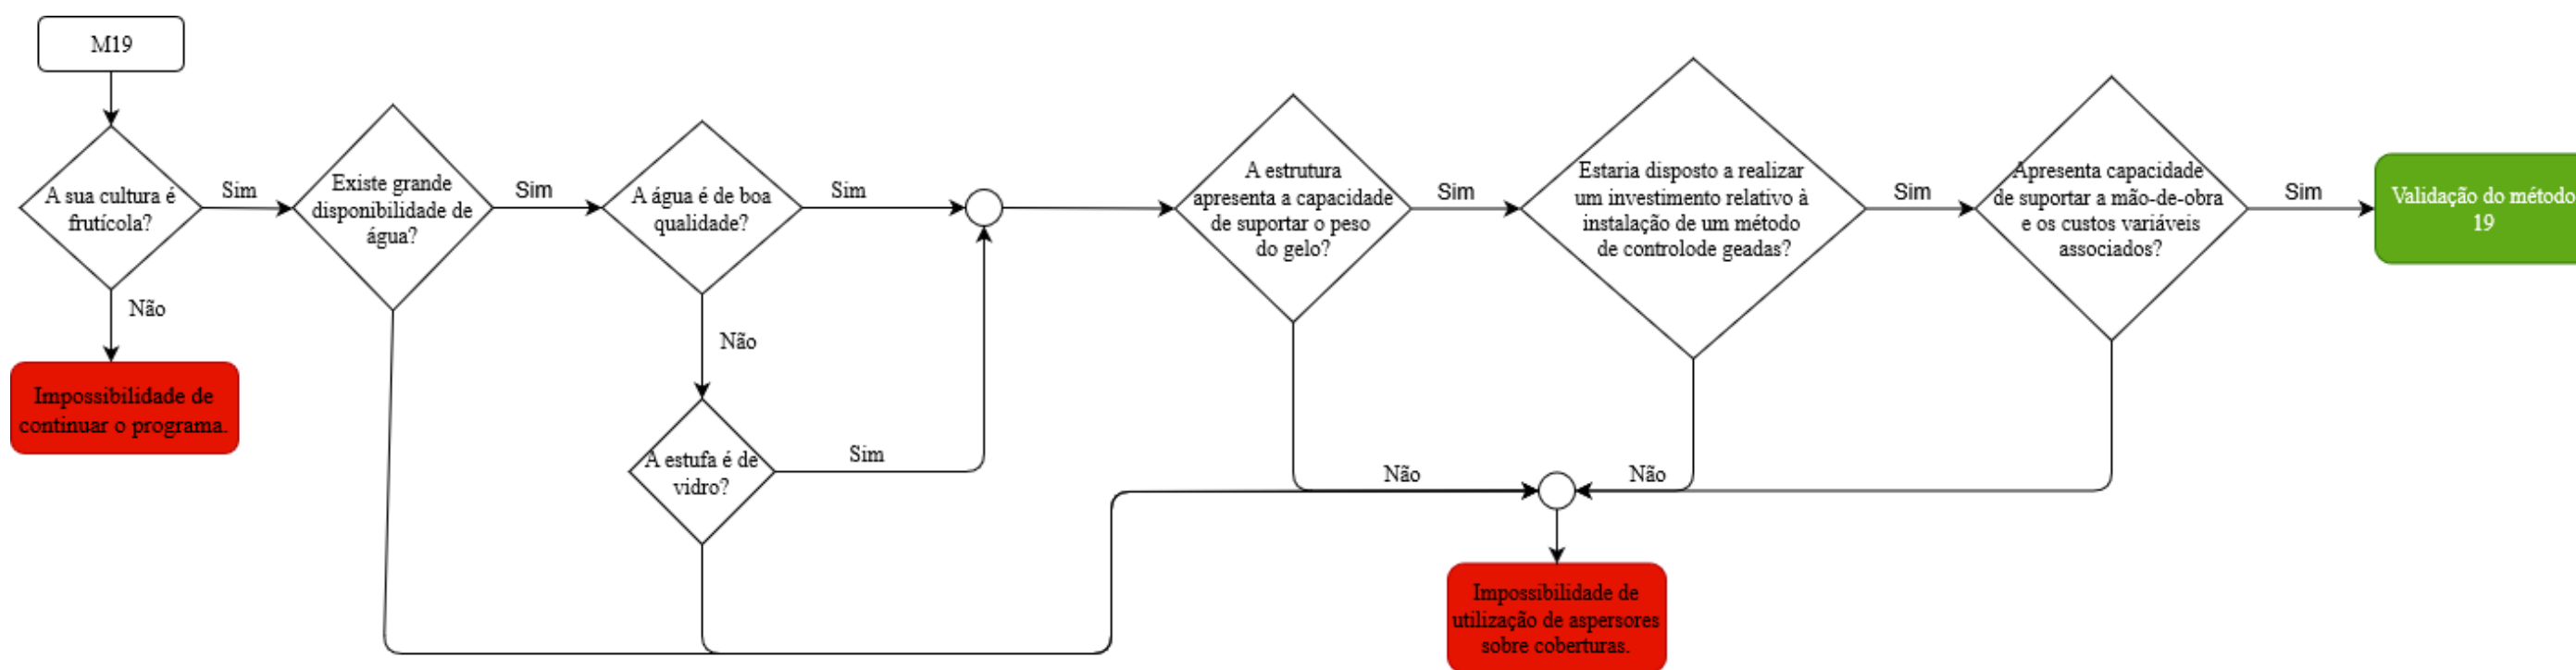 M19
A sua cultura é
frutícola?
Sim
Não
Impossibilidade de
continuar o programa.
Existe grande
disponibilidade de
água?
Sim
A água é de boa
qualidade?
Sim
Não
A estufa é de
vidro?
Sim
A estrutura
apresenta a capacidade
de suportar o peso
do gelo?
Sim
Não
Estaria disposto a realizar
um investimento relativo à
instalação de um método
de controlode geadas?
Sim
Não
Apresenta capacidade
de suportar a mão-de-obra
e os custos variáveis
associados?
Sim
Validação do método
19
Impossibilidade de
utilização de aspersores
sobre coberturas.